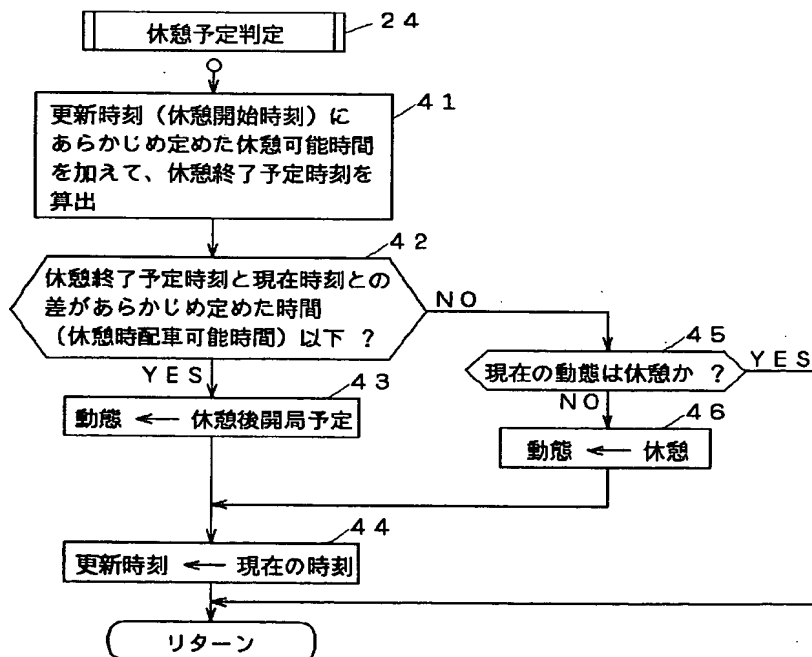 休憩予定判定
２４
更新時刻（休憩開始時刻）に
あらかじめ定めた休憩可能時間
を加えて、休憩終了予定時刻を
算出
４１
４２
休憩終了予定時刻と現在時刻との
差があらかじめ定めた時間
（休憩時配車可能時間）以下 ？
ＮＯ
ＹＥＳ
４３
動態 ← 休憩後開局予定
４５
現在の動態は休憩か ？
ＹＥＳ
ＮＯ
４６
動態 ← 休憩
４４
更新時刻 ← 現在の時刻
リターン